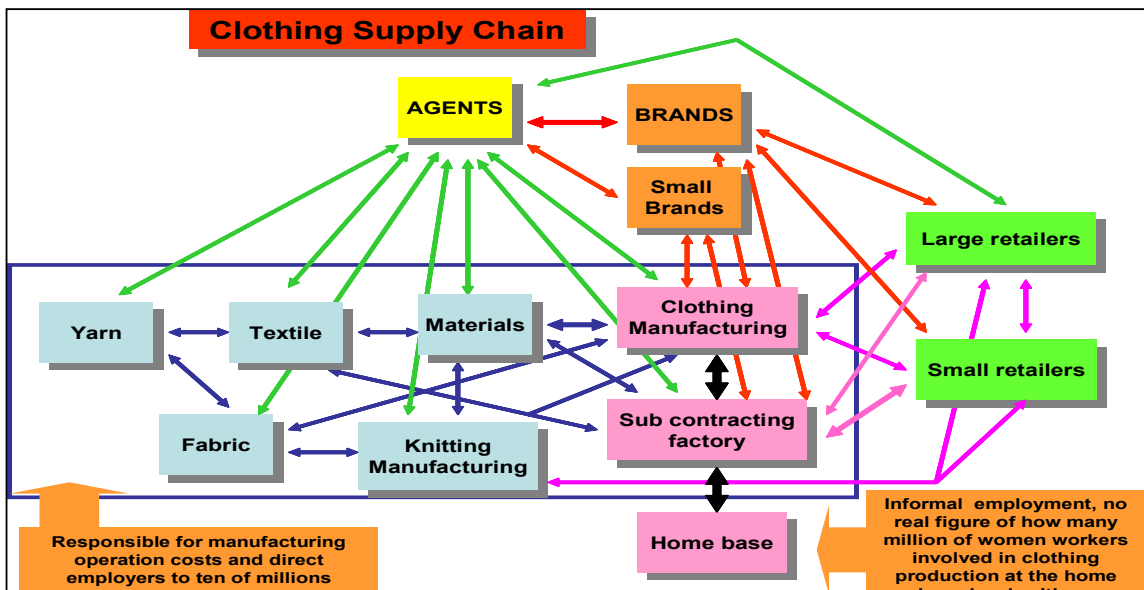 Clothing Supply Chain
AGENTS
BRANDS
Small
Brands
Large retailers
Yarn
Textile
Materials
Clothing
Manufacturing
Small retailers
Fabric
Knitting
Manufacturing
Sub contracting
factory
Home base
Responsible for manufacturing
operation costs and direct
employers to ten of millions
Informal employment, no
real figure of how many
million of women workers
involved in clothing
production at the home